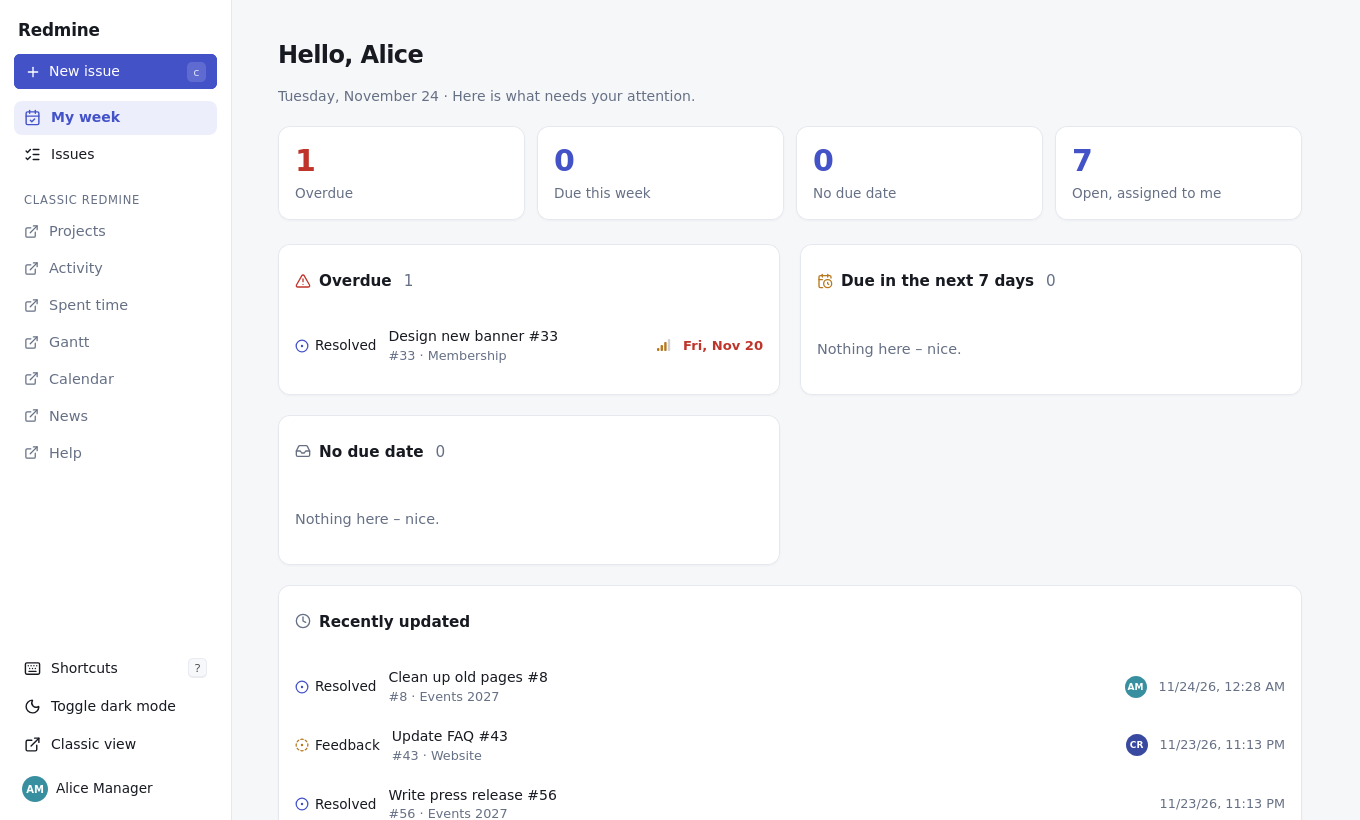 Redmine
New issue c
My week
Issues
CLASSIC REDMINE
Projects
Activity
Spent time
Gantt
Calendar
News
Help
Shortcuts ?
Toggle dark mode
Classic view
AM Alice Manager
Hello, Alice
Tuesday, November 24 · Here is what needs your attention.
1
Overdue
0
Due this week
0
No due date
7
Open, assigned to me
Overdue 1
Resolved Design new banner #33 Fri, Nov 20
#33 · Membership
Due in the next 7 days 0
Nothing here – nice.
No due date 0
Nothing here – nice.
Recently updated
Resolved Clean up old pages #8 AM 11/24/26, 12:28 AM
#8 · Events 2027
Feedback Update FAQ #43 CR 11/23/26, 11:13 PM
#43 · Website
Resolved Write press release #56 11/23/26, 11:13 PM
#56 · Events 2027